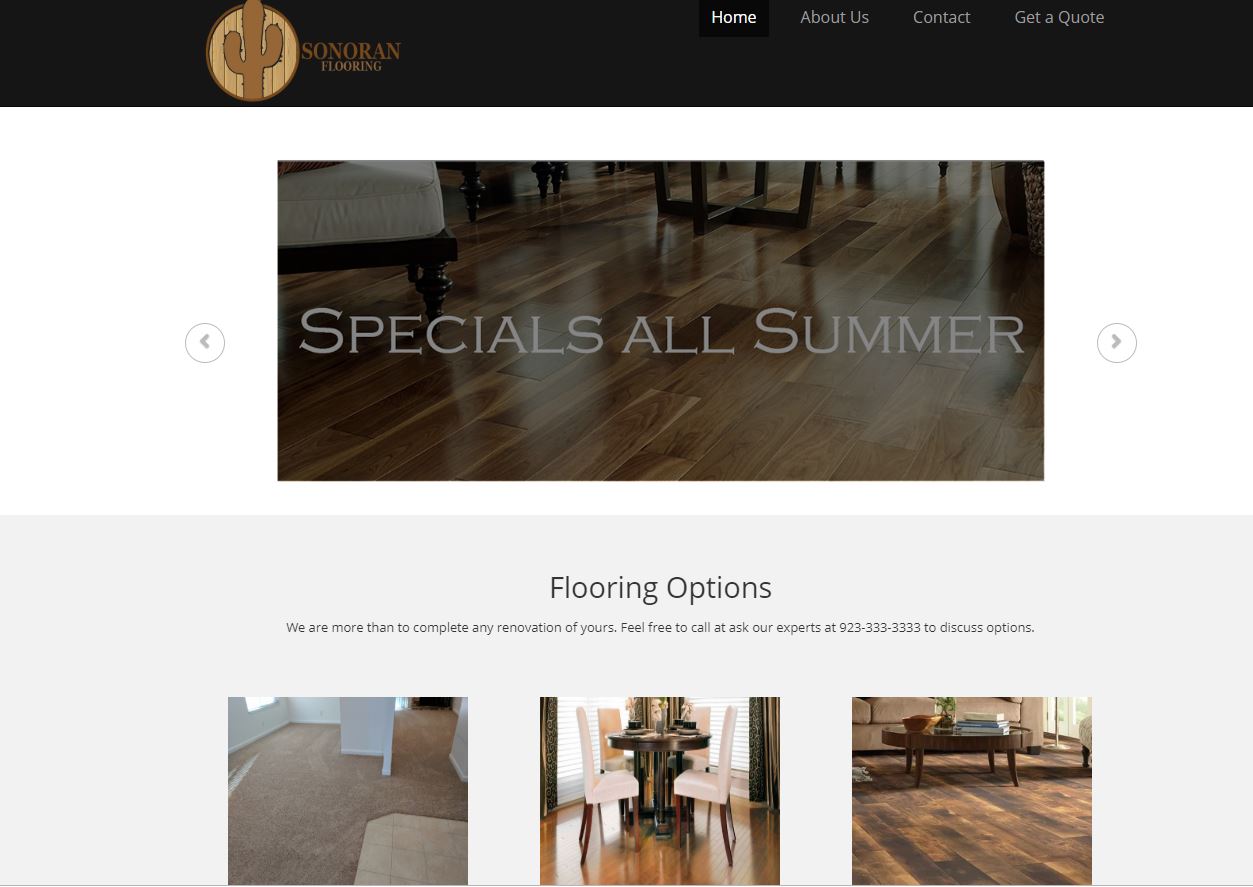 SONORAN
FLOORING
Home About Us Contact Get a Quote
SPECIALS ALL SUMMER
Flooring Options
We are more than to complete any renovation of yours. Feel free to call at ask our experts at 923-333-3333 to discuss options.